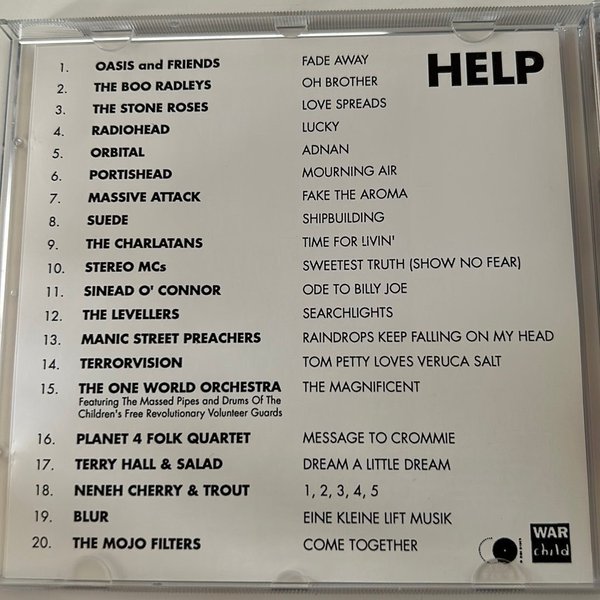 HELP
1. OASIS and FRIENDS FADE AWAY
2. THE BOO RADLEYS OH BROTHER
3. THE STONE ROSES LOVE SPREADS
4. RADIOHEAD LUCKY
5. ORBITAL ADNAN
6. PORTISHEAD MOURNING AIR
7. MASSIVE ATTACK FAKE THE AROMA
8. SUEDE SHIPBUILDING
9. THE CHARLATANS TIME FOR LIVIN'
10. STEREO MCs SWEETEST TRUTH (SHOW NO FEAR)
11. SINEAD O' CONNOR ODE TO BILLY JOE
12. THE LEVELLERS SEARCHLIGHTS
13. MANIC STREET PREACHERS RAINDROPS KEEP FALLING ON MY HEAD
14. TERRORVISION TOM PETTY LOVES VERUCA SALT
15. THE ONE WORLD ORCHESTRA THE MAGNIFICENT
Featuring The Massed Pipes and Drums Of The
Children's Free Revolutionary Volunteer Guards
16. PLANET 4 FOLK QUARTET MESSAGE TO CROMMIE
17. TERRY HALL & SALAD DREAM A LITTLE DREAM
18. NENEH CHERRY & TROUT 1, 2, 3, 4, 5
19. BLUR EINE KLEINE LIFT MUSIK
20. THE MOJO FILTERS COME TOGETHER
WAR
child